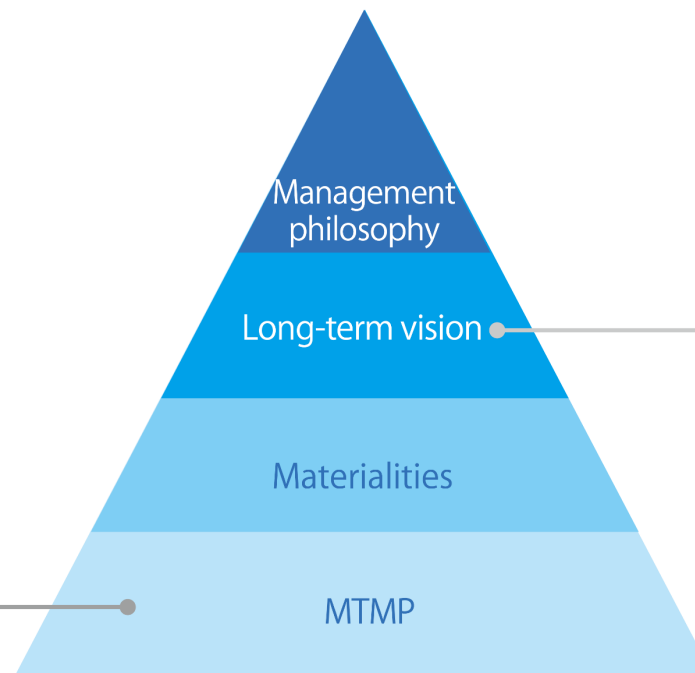 Management
philosophy
Long-term vision
Materialities
MTMP